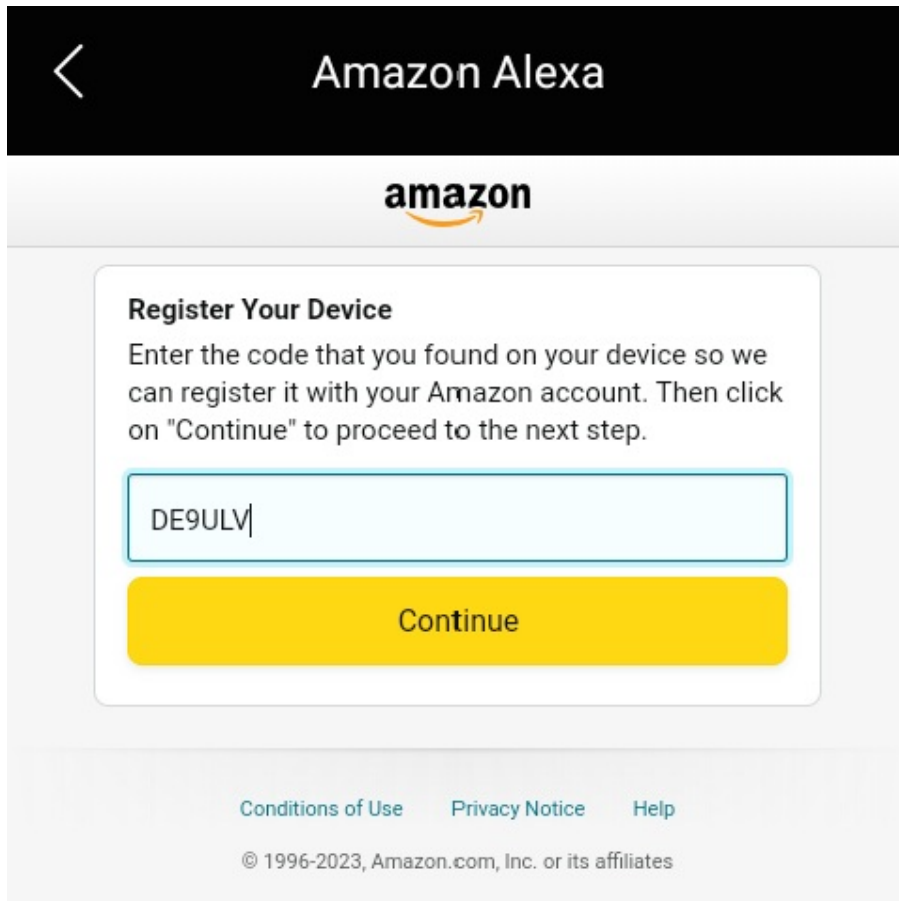 Amazon Alexa
amazon
Register Your Device
Enter the code that you found on your device so we
can register it with your Amazon account. Then click
on "Continue" to proceed to the next step.
DE9ULV
Continue
Conditions of Use Privacy Notice Help
© 1996-2023, Amazon.com, Inc. or its affiliates